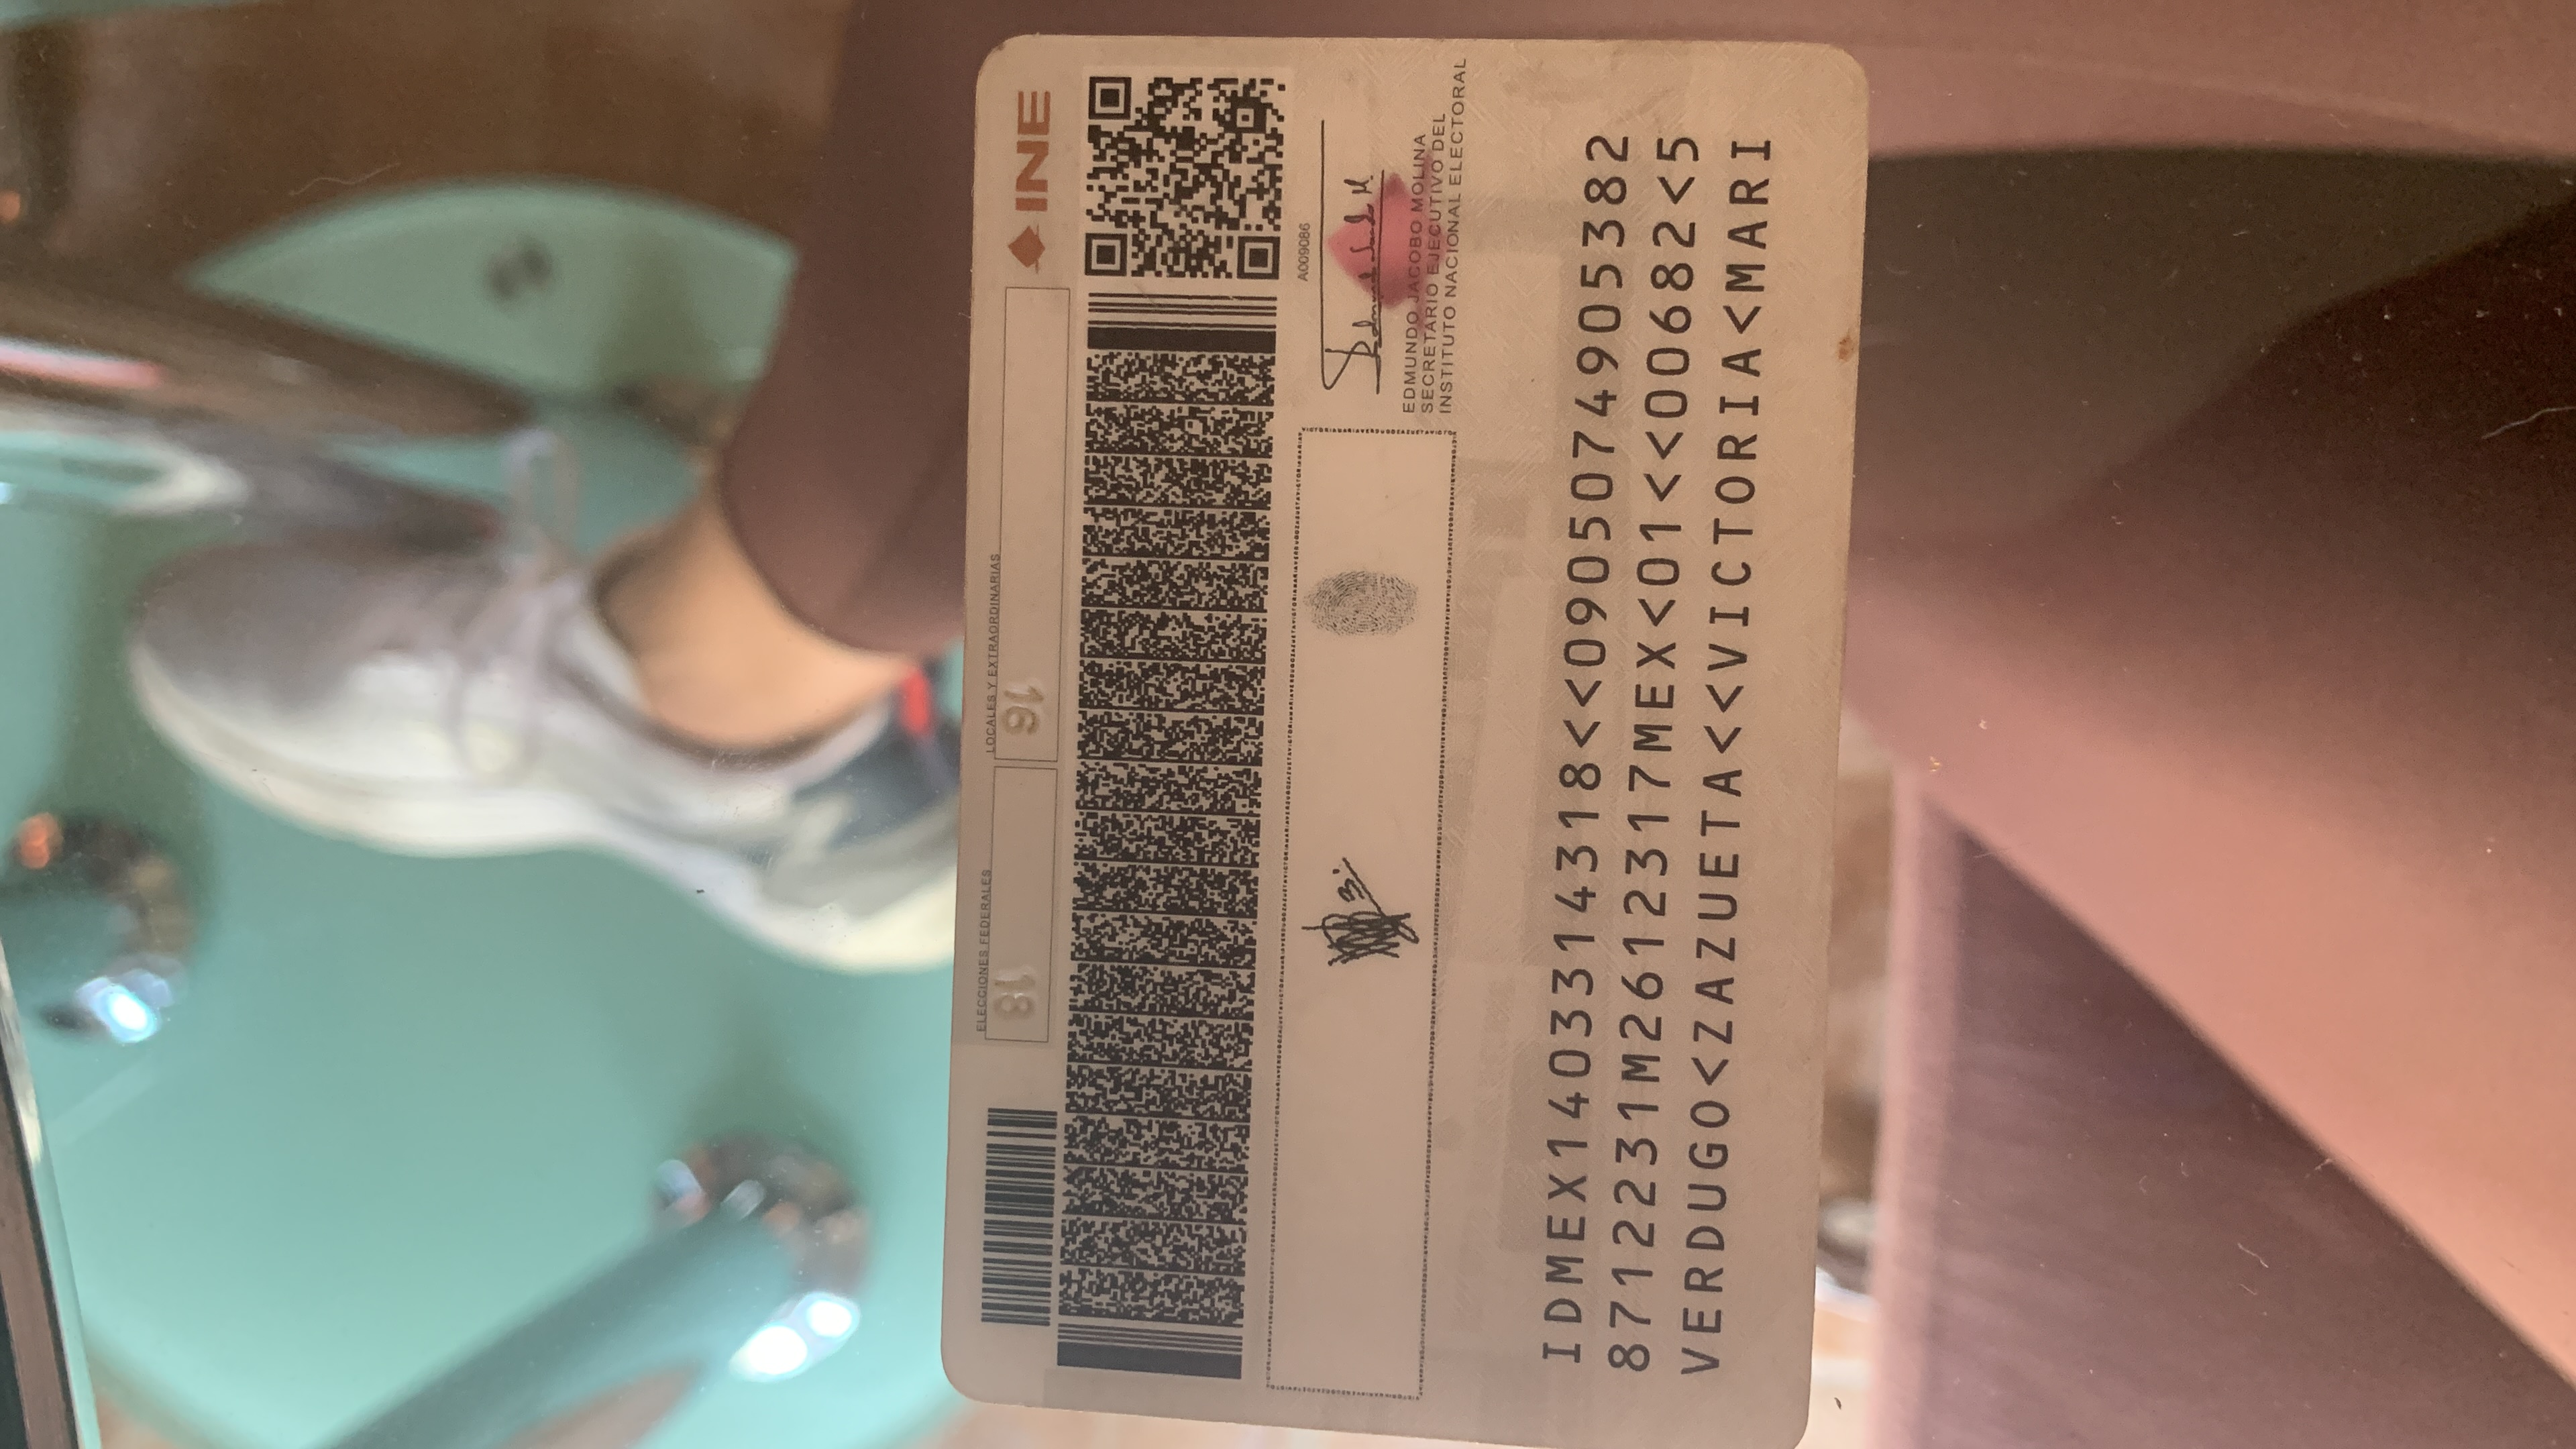 ELECCIONES FEDERALES
LOCALES Y EXTRAORDINARIAS
INE
18
16
A009086
EDMUNDO JACOBO MOLINA
SECRETARIO EJECUTIVO DEL
INSTITUTO NACIONAL ELECTORAL
IDMEX1403314318<<0905074905382
8712231M2612317MEX<01<<00682<5
VERDUGO<ZAZUETA<<VICTORIA<MARI